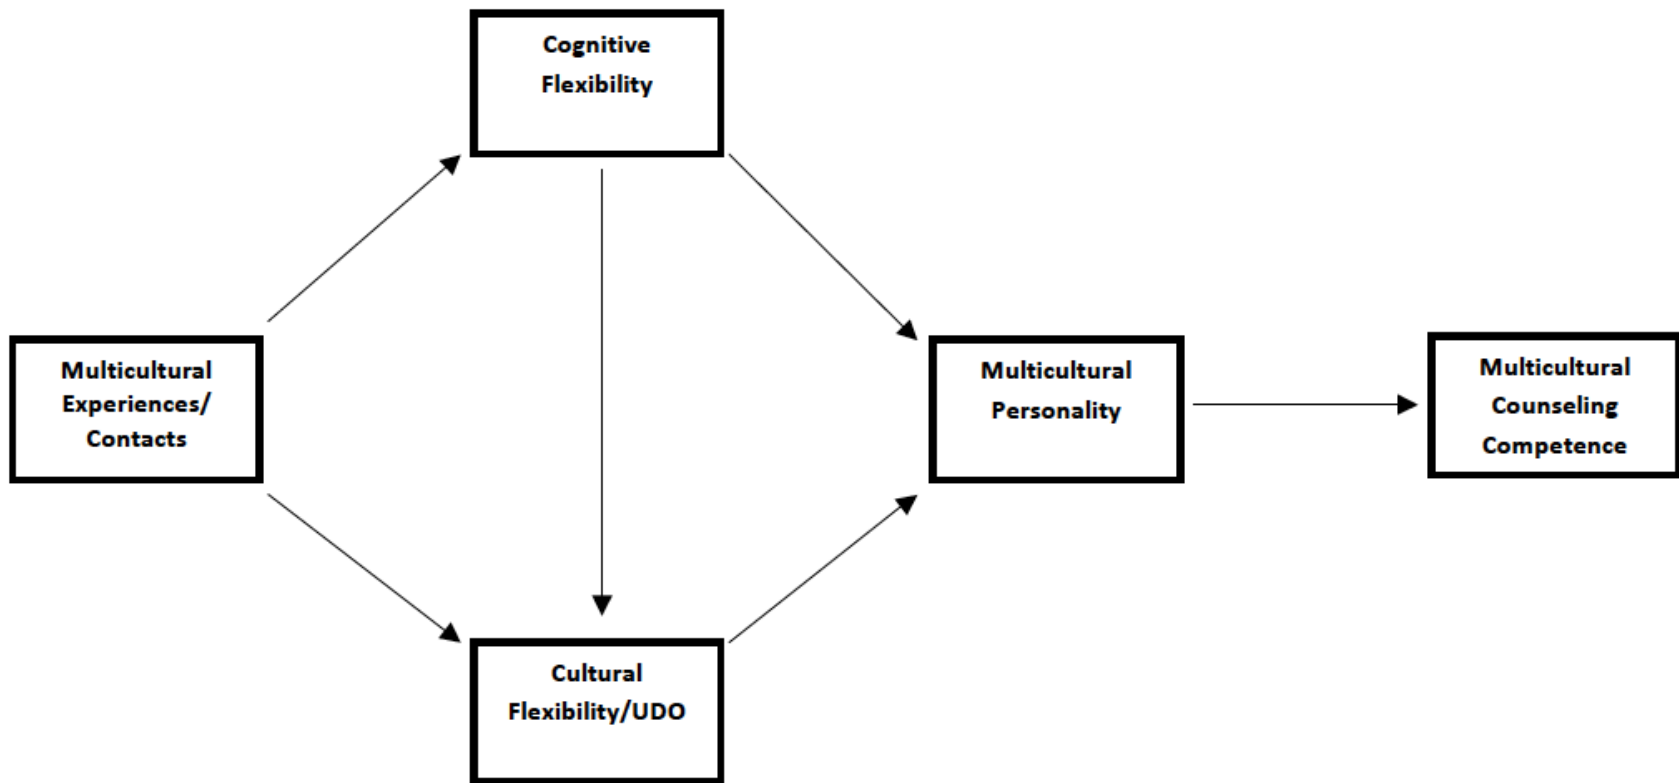 Cognitive
Flexibility
Multicultural
Experiences/
Contacts
Multicultural
Personality
Multicultural
Counseling
Competence
Cultural
Flexibility/UDO